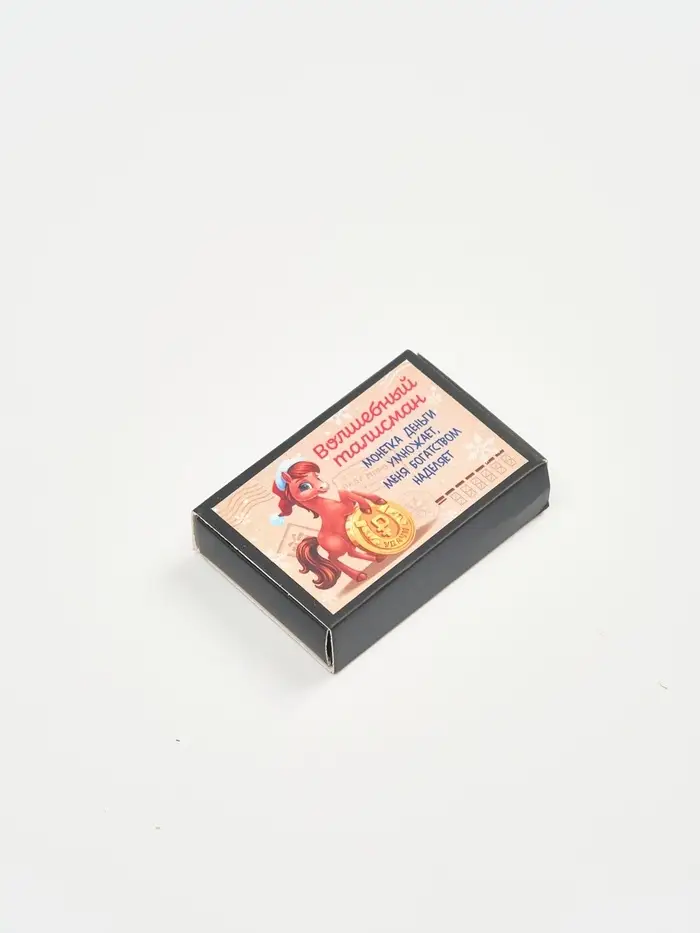 Волшебный
талисман
МОНЕТКА ДЕНЬГИ
УМНОЖАЕТ,
МЕНЯ БОГАТСТВОМ
НАДЕЛЯЕТ